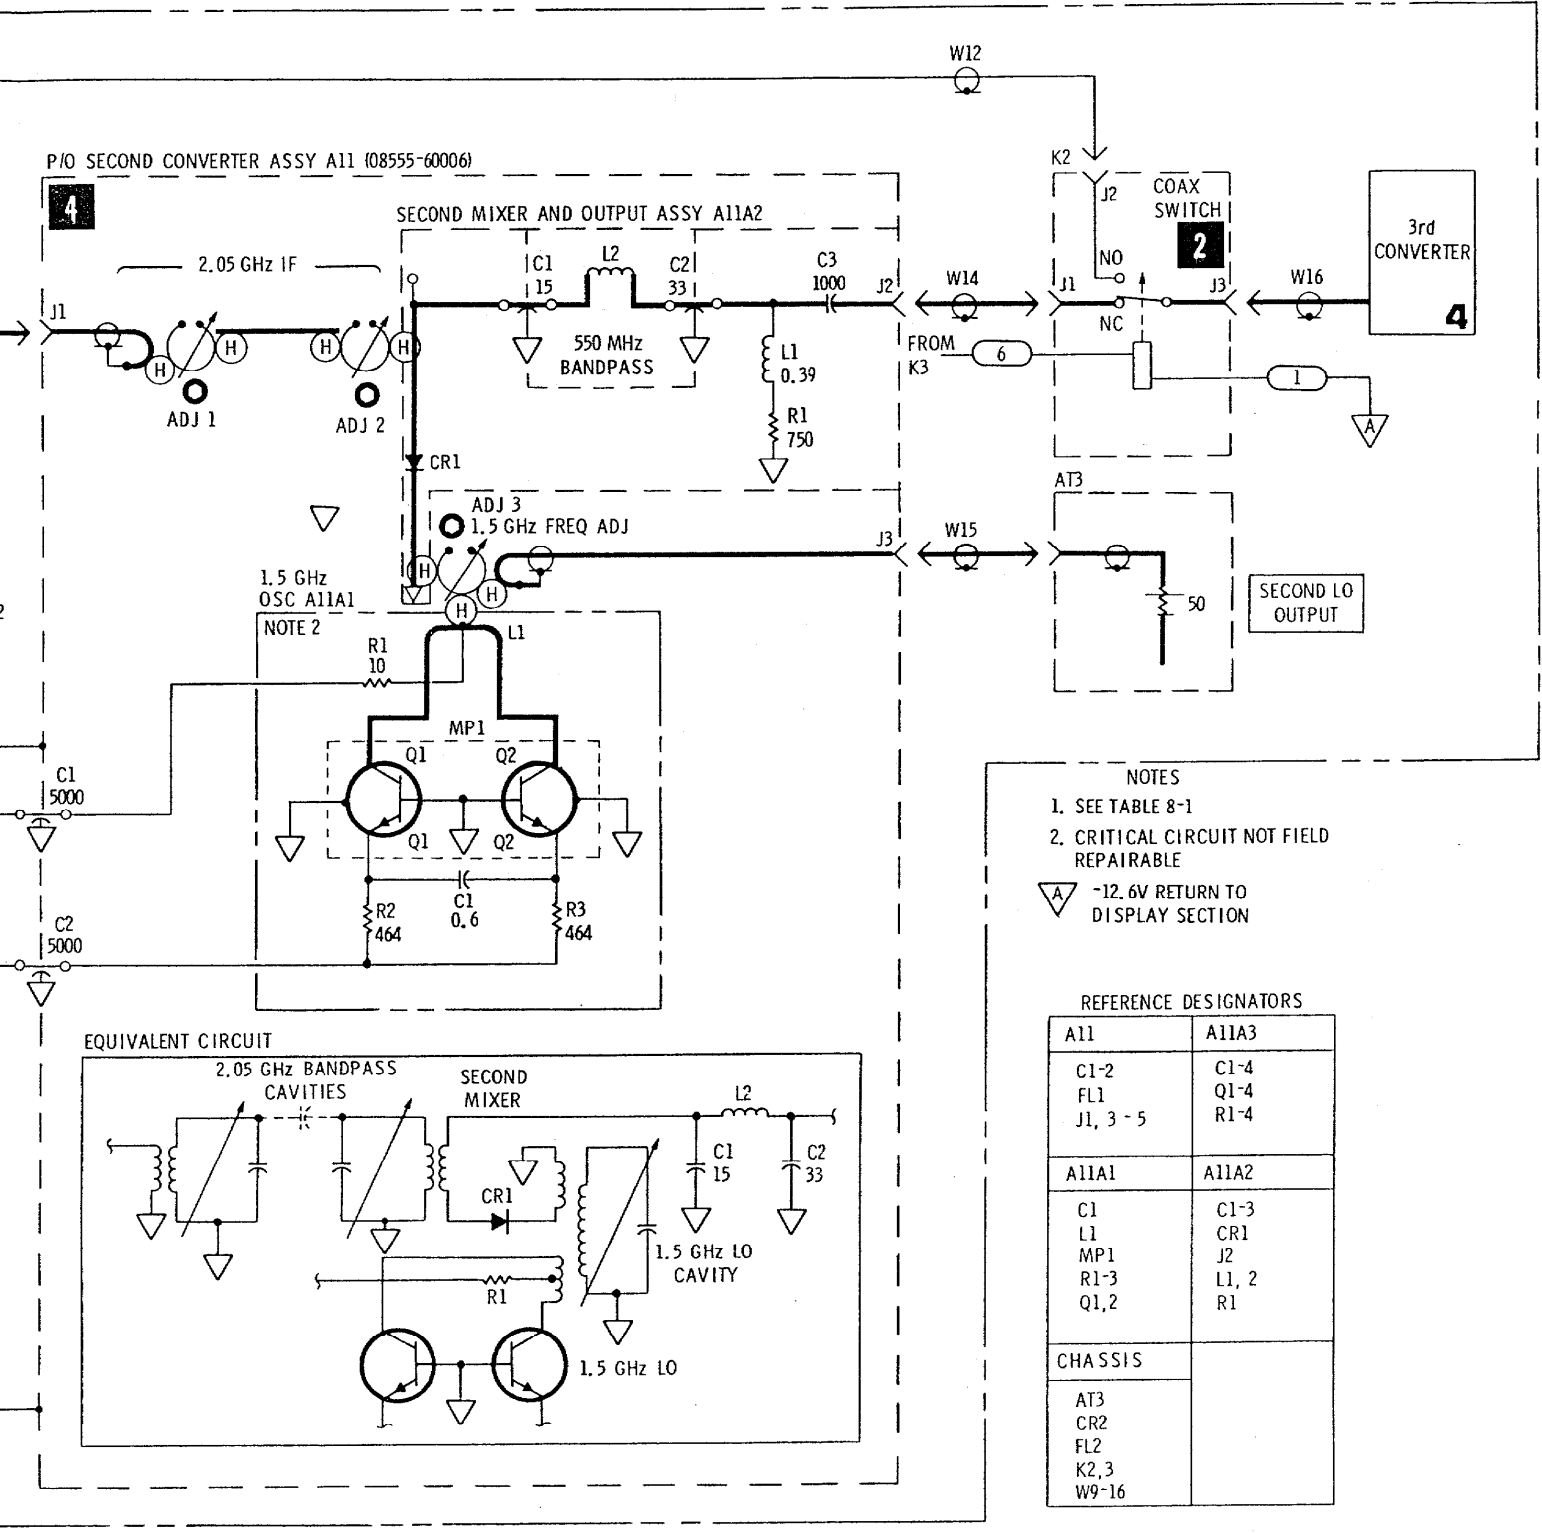 W12
P/O SECOND CONVERTER ASSY A11 (08555-60006)
4
K2
J2
COAX
SWITCH
2
NO
NC
J1
J3
W16
3rd
CONVERTER
4
SECOND MIXER AND OUTPUT ASSY A11A2
2.05 GHz IF
J1
H
H
H
H
ADJ 1
ADJ 2
C1
15
L2
C2
33
C3
1000
J2
W14
550 MHz
BANDPASS
L1
0.39
R1
750
FROM
K3
6
1
A
CR1
ADJ 3
1.5 GHz FREQ ADJ
H
H
H
J3
W15
AT3
50
SECOND LO
OUTPUT
1.5 GHz
OSC A11A1
NOTE 2
L1
R1
10
2
MP1
Q1
Q2
Q1
Q2
C1
0.6
R2
464
R3
464
C1
5000
C2
5000
NOTES
1. SEE TABLE 8-1
2. CRITICAL CIRCUIT NOT FIELD
REPAIRABLE
A
-12.6V RETURN TO
DISPLAY SECTION
EQUIVALENT CIRCUIT
2.05 GHz BANDPASS
CAVITIES
SECOND
MIXER
L2
C1
15
C2
33
CR1
1.5 GHz LO
CAVITY
R1
1.5 GHz LO
REFERENCE DESIGNATORS
A11
C1-2
FL1
J1, 3-5
A11A3
C1-4
Q1-4
R1-4
A11A1
C1
L1
MP1
R1-3
Q1,2
A11A2
C1-3
CR1
J2
L1, 2
R1
CHASSIS
AT3
CR2
FL2
K2,3
W9-16